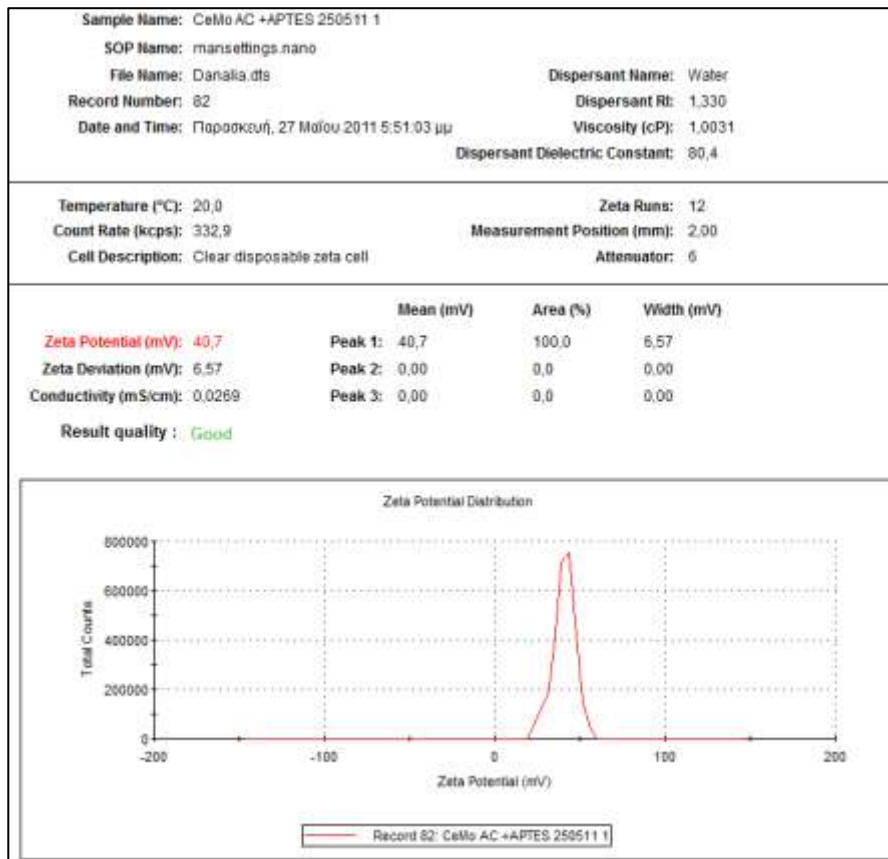 Sample Name: CeMo AC +APTES 250511 1
SOP Name: mansettings.nano
File Name: Danalia.dts Dispersant Name: Water
Record Number: 82 Dispersant RI: 1,330
Date and Time: Παρασκευή, 27 Μαΐου 2011 5:51:03 μμ Viscosity (cP): 1,0031
Dispersant Dielectric Constant: 80,4
Temperature (ºC): 20,0 Zeta Runs: 12
Count Rate (kcps): 332,9 Measurement Position (mm): 2,00
Cell Description: Clear disposable zeta cell Attenuator: 6
Mean (mV) Area (%) Width (mV)
Zeta Potential (mV): 40,7 Peak 1: 40,7 100,0 6,57
Zeta Deviation (mV): 6,57 Peak 2: 0,00 0,0 0,00
Conductivity (mS/cm): 0,0269 Peak 3: 0,00 0,0 0,00
Result quality : Good
Zeta Potential Distribution
800000
600000
400000
200000
0
Total Counts
-200 -100 0 100 200
Zeta Potential (mV)
Record 82: CeMo AC +APTES 250511 1